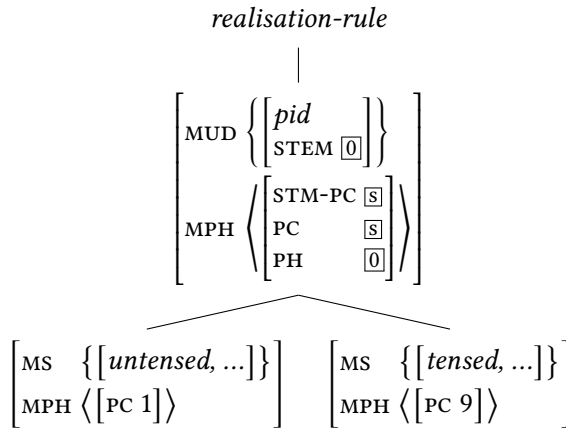 realisation-rule
MUD {[pid
STEM 0]}
MPH ⟨[STM-PC s
PC s
PH 0]⟩
[MS {[untensed, ...]} [MS {[tensed, ...]}
MPH ⟨[PC 1]⟩] MPH ⟨[PC 9]⟩]